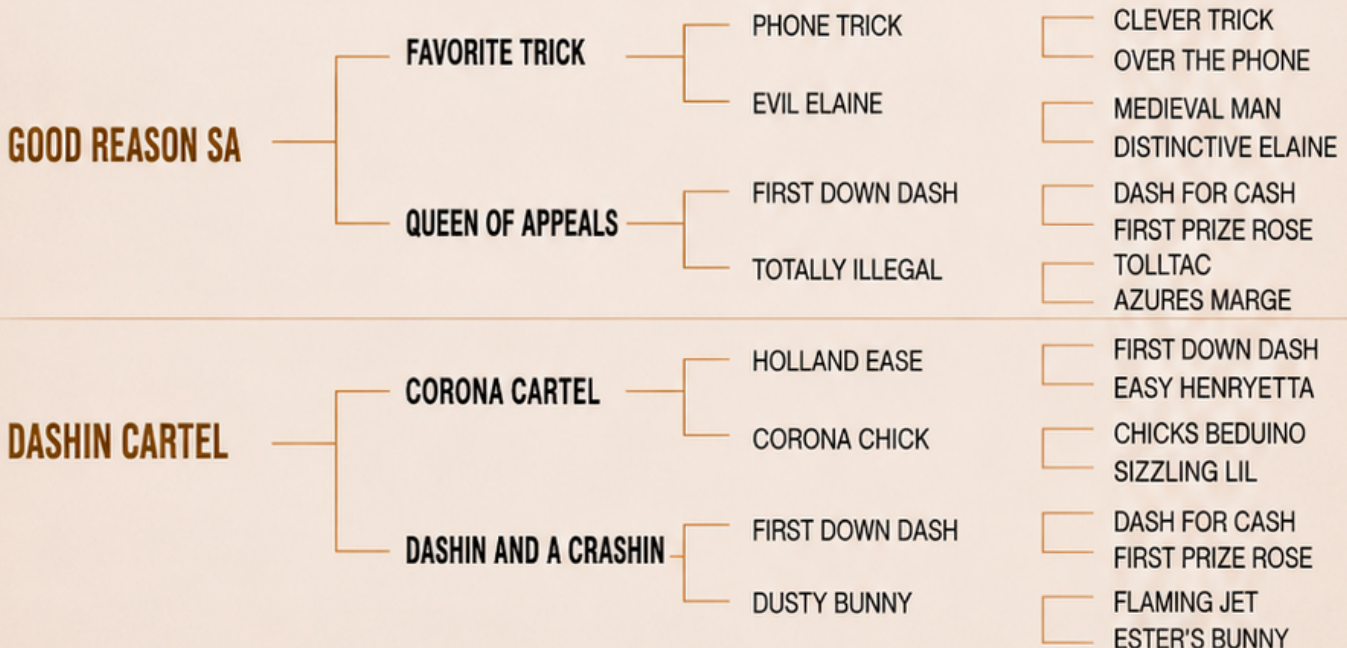 GOOD REASON SA
FAVORITE TRICK
PHONE TRICK
CLEVER TRICK
OVER THE PHONE
EVIL ELAINE
MEDIEVAL MAN
DISTINCTIVE ELAINE
QUEEN OF APPEALS
FIRST DOWN DASH
DASH FOR CASH
FIRST PRIZE ROSE
TOTALLY ILLEGAL
TOLLTAC
AZURES MARGE
DASHIN CARTEL
CORONA CARTEL
HOLLAND EASE
FIRST DOWN DASH
EASY HENRYETTA
CORONA CHICK
CHICKS BEDUINO
SIZZLING LIL
DASHIN AND A CRASHIN
FIRST DOWN DASH
DASH FOR CASH
FIRST PRIZE ROSE
DUSTY BUNNY
FLAMING JET
ESTER'S BUNNY